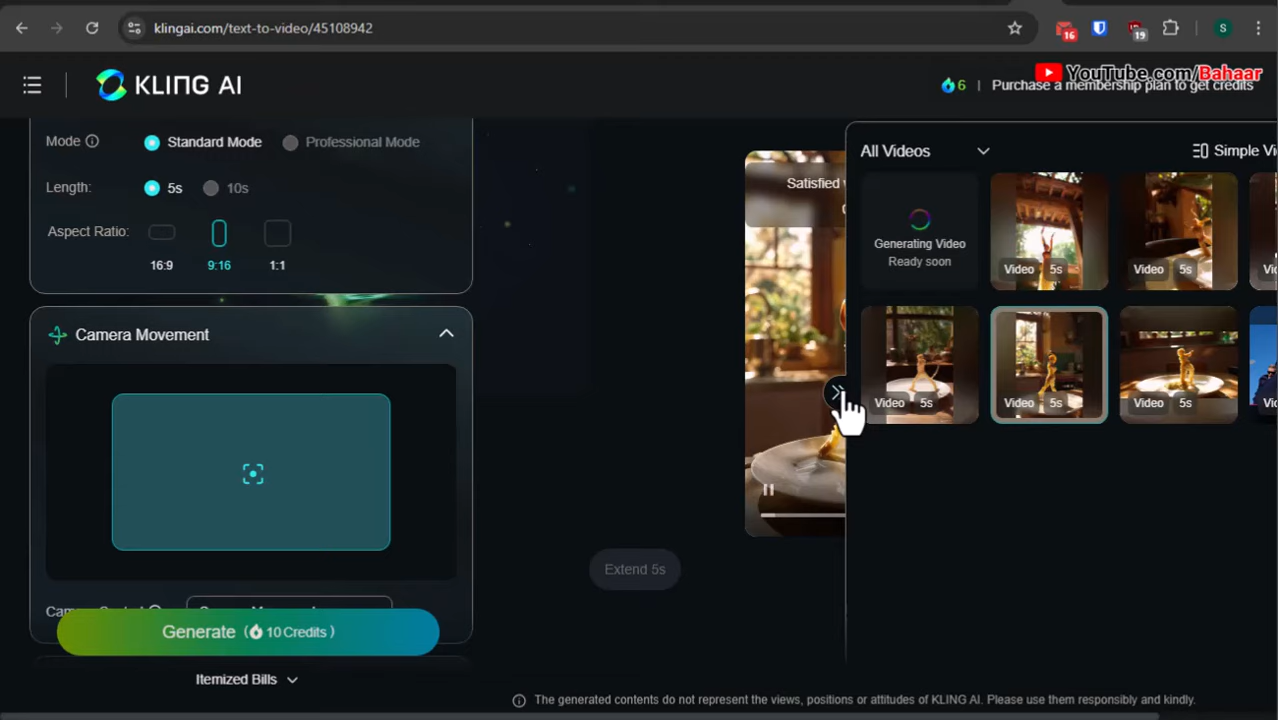 klingai.com/text-to-video/45108942
16
19
S
KLING AI
6
Purchase a membership plan to get credits
YouTube.com/Bahaar
Mode
Standard Mode
Professional Mode
Length:
5s
10s
Aspect Ratio:
16:9
9:16
1:1
Camera Movement
Generate
10 Credits
Itemized Bills
Satisfied
Extend 5s
All Videos
Simple
Generating Video
Ready soon
Video 5s
Video 5s
Video 5s
Video 5s
Video 5s
The generated contents do not represent the views, positions or attitudes of KLING AI. Please use them responsibly and kindly.